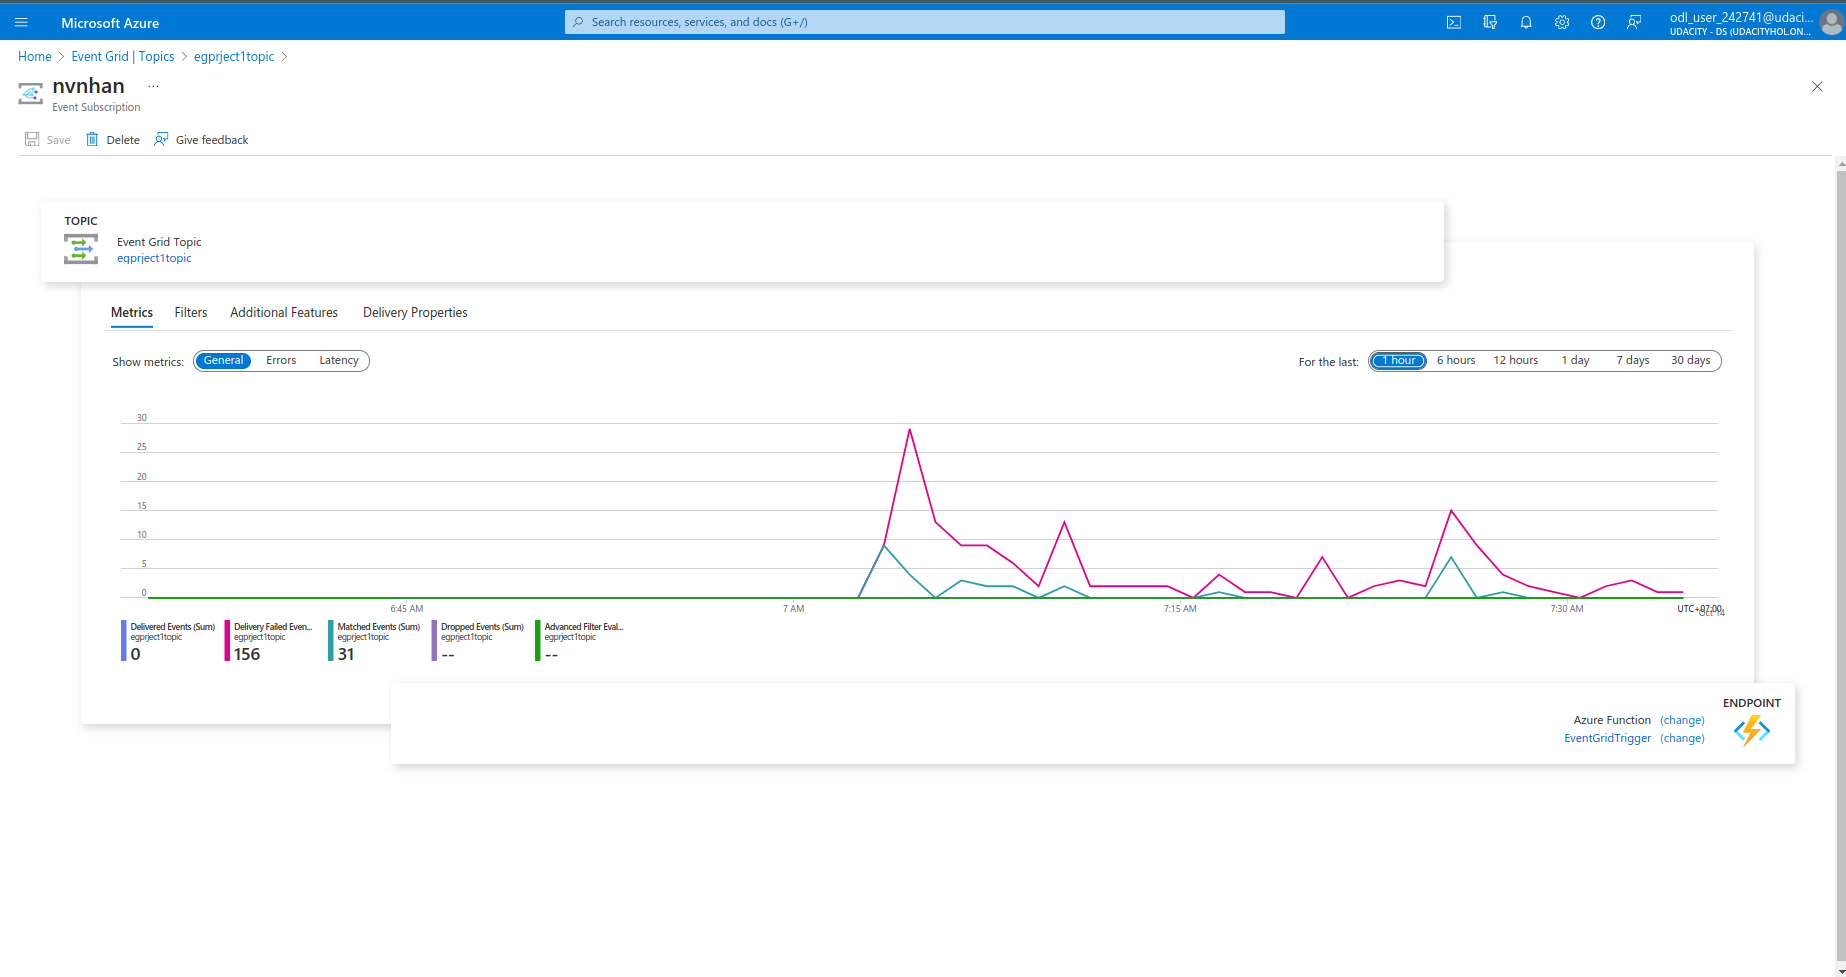 Microsoft Azure
Search resources, services, and docs (G+/)
odl_user_242741@udaci...
UDACITY - DS (UDACITYHOL.ON...
Home > Event Grid | Topics > egprject1topic >
nvnhan ...
Event Subscription
Save Delete Give feedback
TOPIC
Event Grid Topic
egprject1topic
Metrics Filters Additional Features Delivery Properties
Show metrics: General Errors Latency
For the last: 1 hour 6 hours 12 hours 1 day 7 days 30 days
30
25
20
15
10
5
0
6:45 AM 7 AM 7:15 AM 7:30 AM UTC+07:00
Oct 14
Delivered Events (Sum)
egprject1topic
0
Delivery Failed Even...
egprject1topic
156
Matched Events (Sum)
egprject1topic
31
Dropped Events (Sum)
egprject1topic
--
Advanced Filter Eval...
egprject1topic
--
ENDPOINT
Azure Function (change)
EventGridTrigger (change)